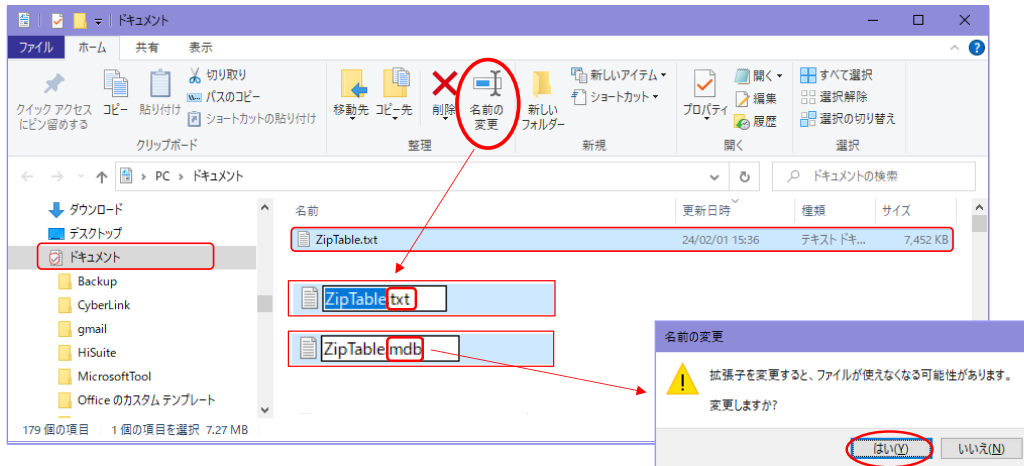 ドキュメント
ファイル ホーム 共有 表示
クイック アクセス
にピン留めする
コピー
貼り付け
切り取り
パスのコピー
ショートカットの貼り付け
クリップボード
移動先
コピー先
削除
名前の
変更
整理
新しい
フォルダー
新しいアイテム
ショートカット
新規
プロパティ
開く
編集
履歴
開く
すべて選択
選択解除
選択の切り替え
選択
PC > ドキュメント
ドキュメントの検索
ダウンロード
デスクトップ
ドキュメント
Backup
CyberLink
gmail
HiSuite
MicrosoftTool
Office のカスタム テンプレート
名前 更新日時 種類 サイズ
ZipTable.txt 24/02/01 15:36 テキスト ドキ... 7,452 KB
ZipTable.txt
ZipTable.mdb
名前の変更
拡張子を変更すると、ファイルが使えなくなる可能性があります。
変更しますか?
はい(Y) いいえ(N)
179 個の項目 1 個の項目を選択 7.27 MB